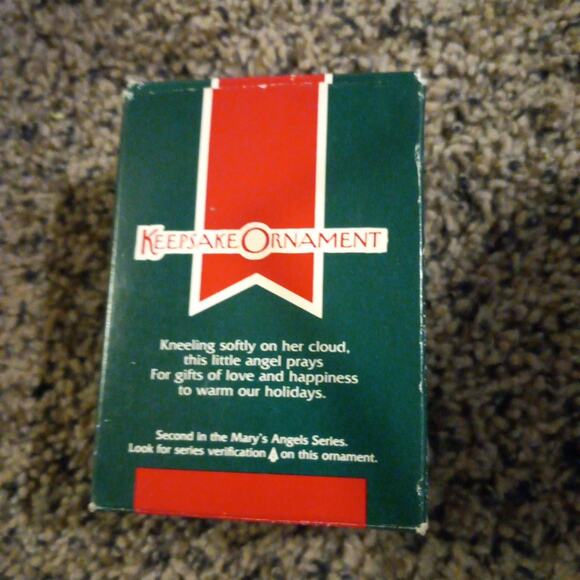 KEEPSAKE ORNAMENT
Kneeling softly on her cloud,
this little angel prays
For gifts of love and happiness
to warm our holidays.
Second in the Mary's Angels Series.
Look for series verification on this ornament.